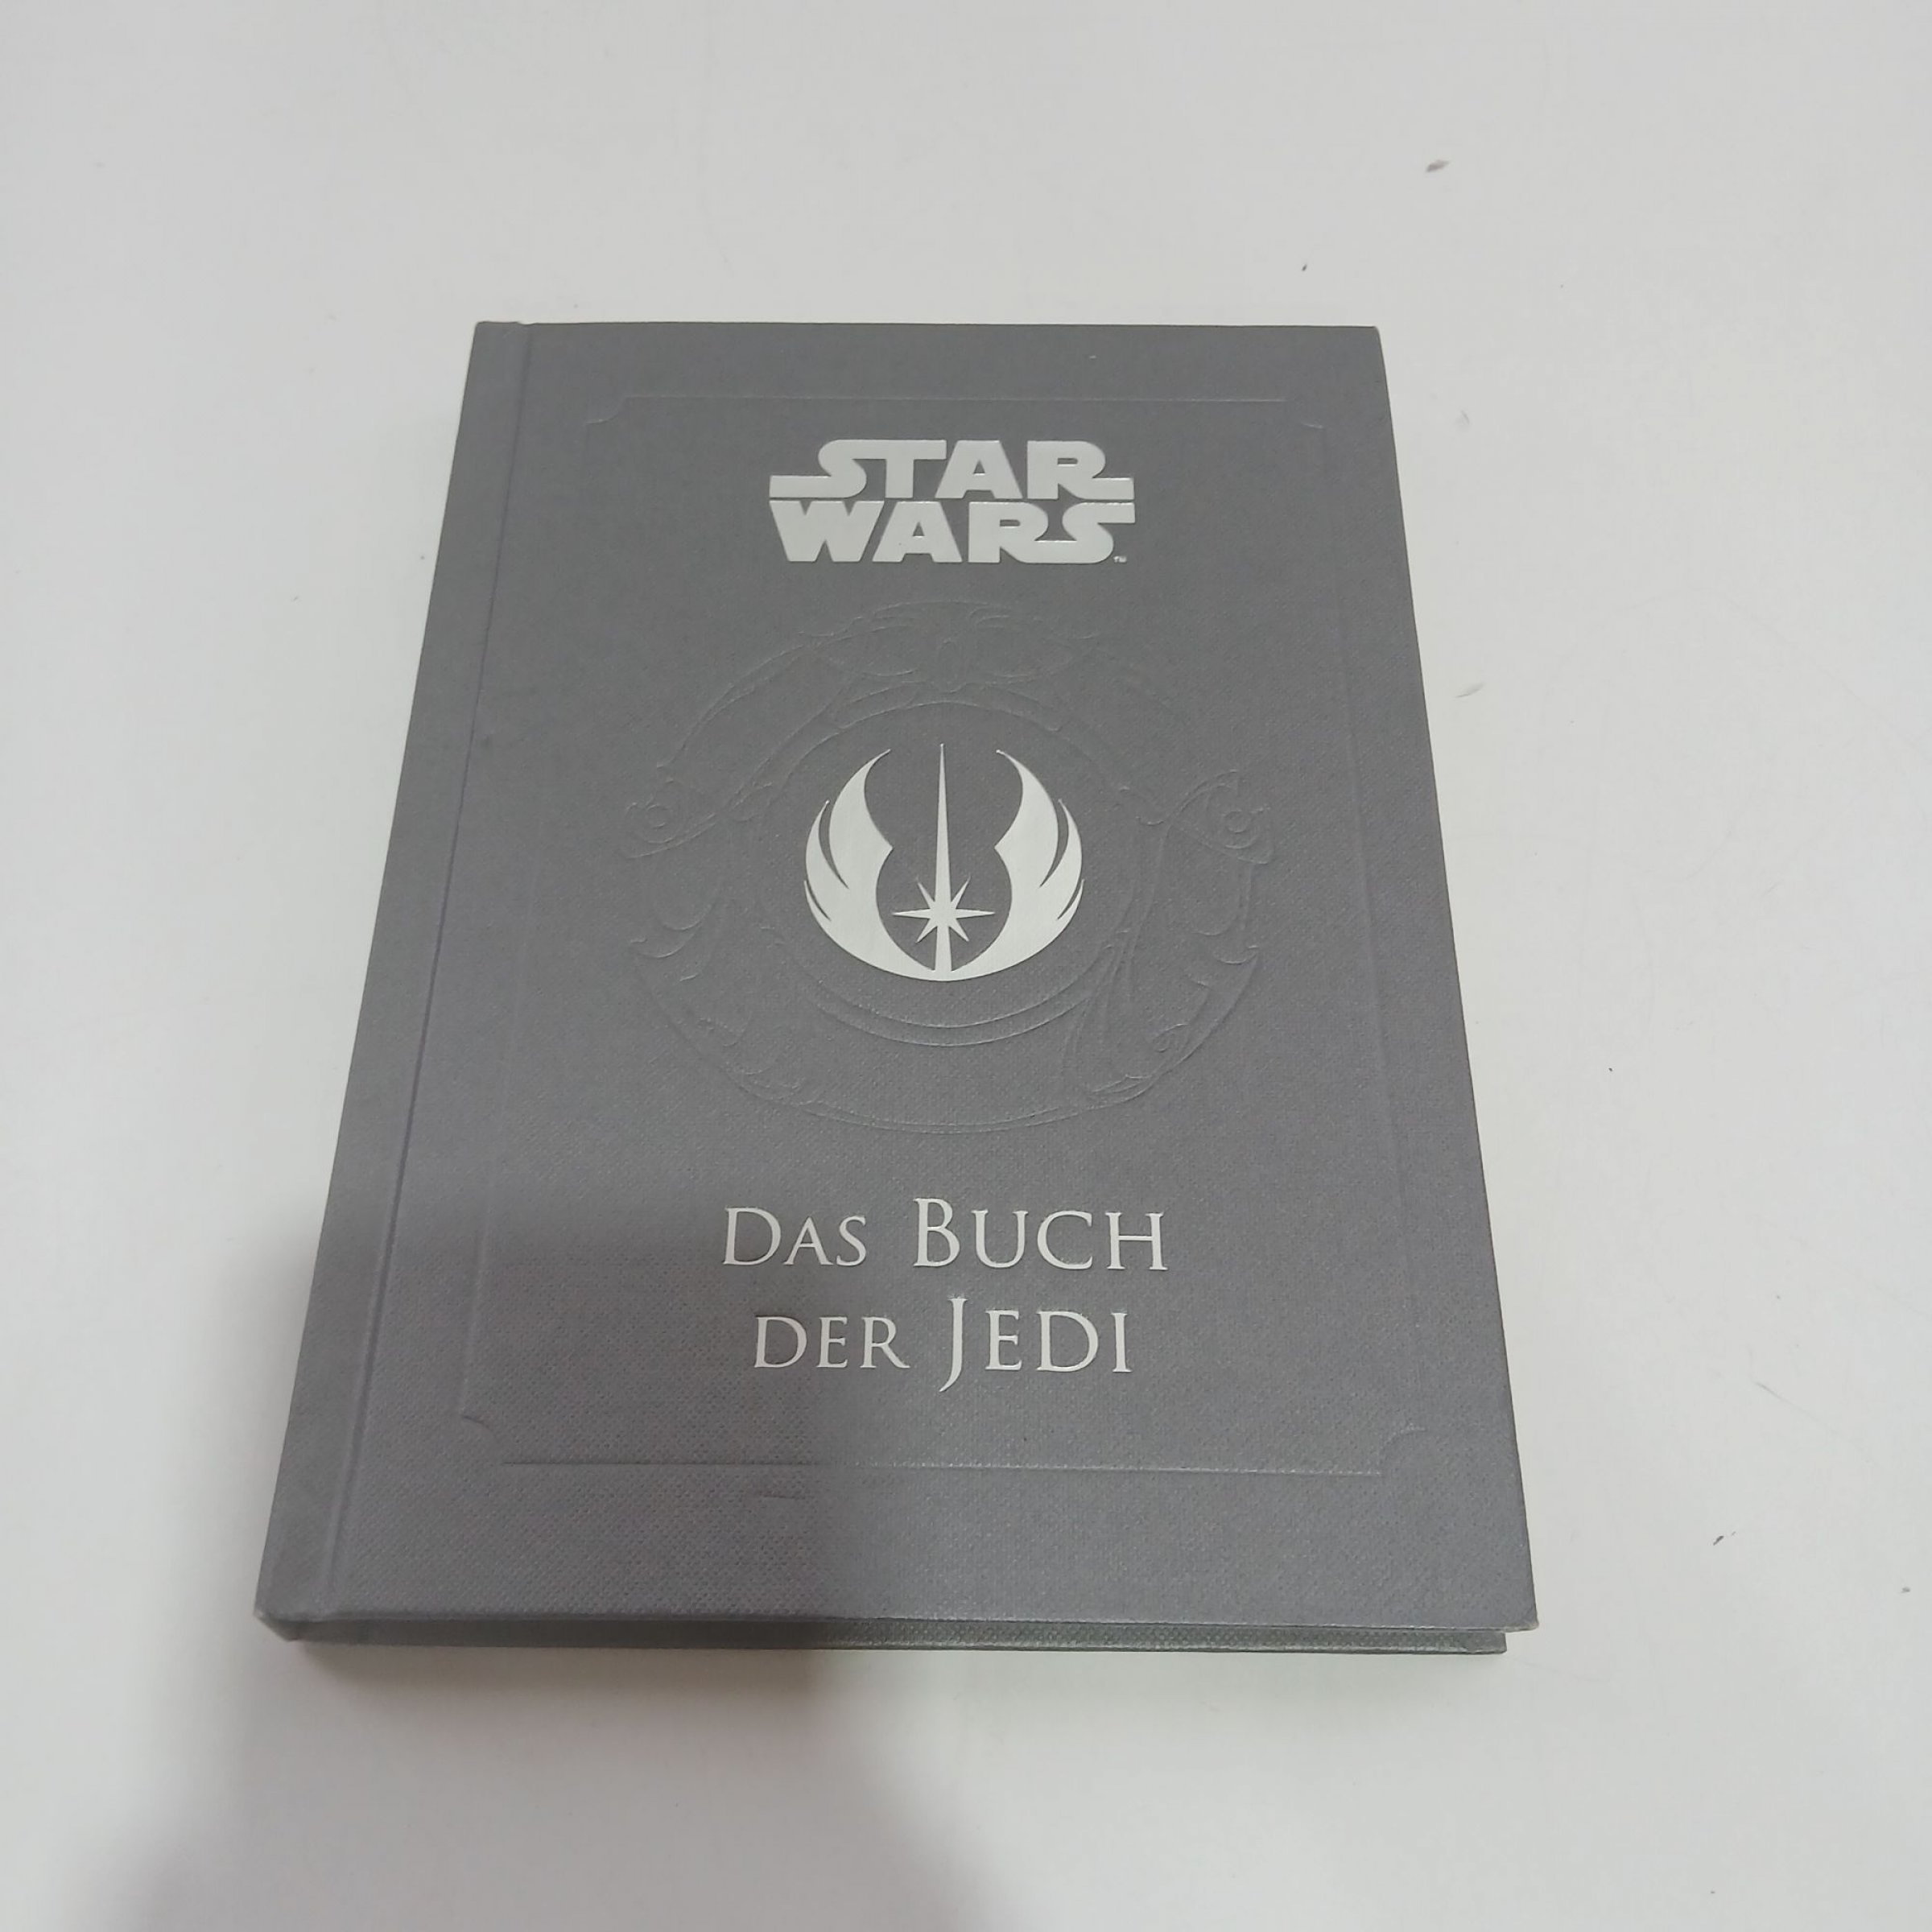 STAR
WARS
DAS BUCH
DER JEDI